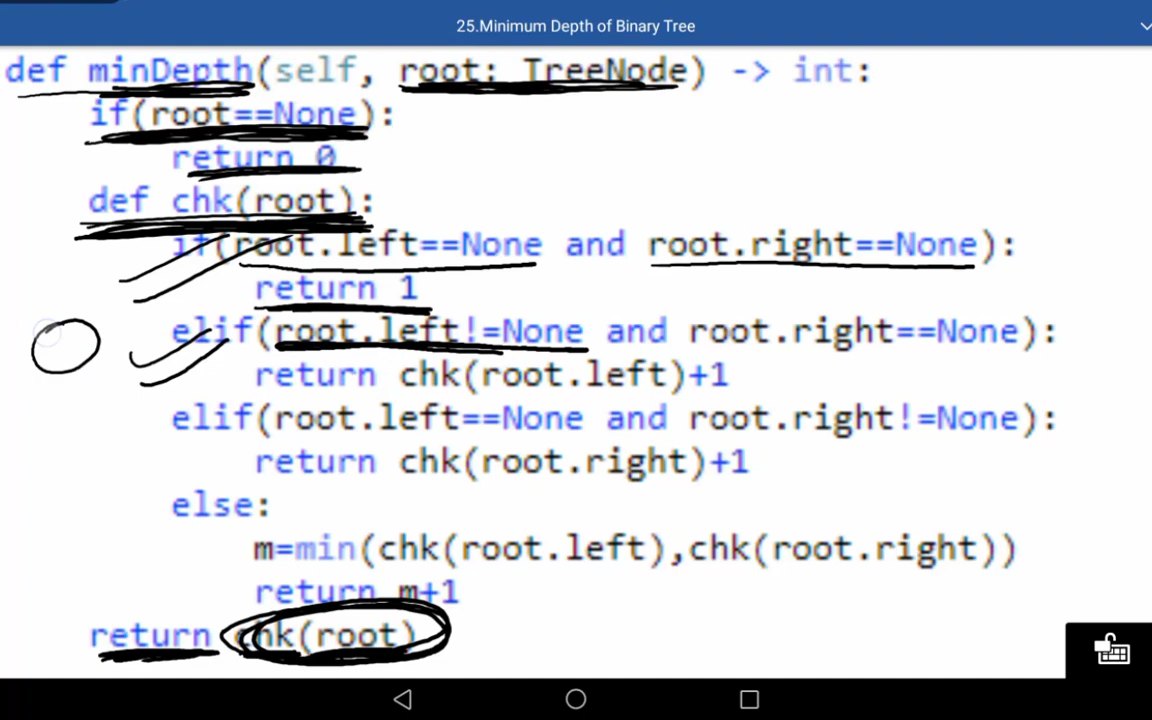 25.Minimum Depth of Binary Tree
def minDepth(self, root: TreeNode) -> int:
if(root==None):
return 0
def chk(root):
if(root.left==None and root.right==None):
return 1
elif(root.left!=None and root.right==None):
return chk(root.left)+1
elif(root.left==None and root.right!=None):
return chk(root.right)+1
else:
m=min(chk(root.left),chk(root.right))
return m+1
return chk(root)